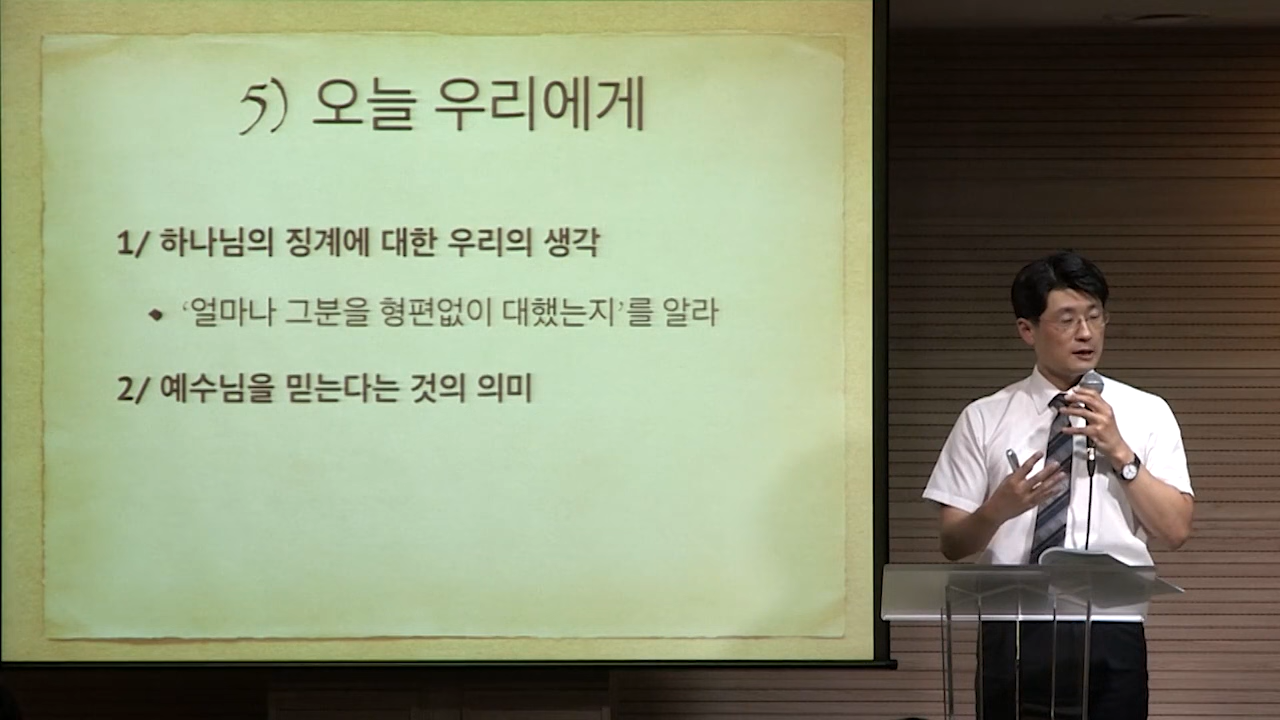 5) 오늘 우리에게
1/ 하나님의 징계에 대한 우리의 생각
‘얼마나 그분을 형편없이 대했는지’를 알라
2/ 예수님을 믿는다는 것의 의미